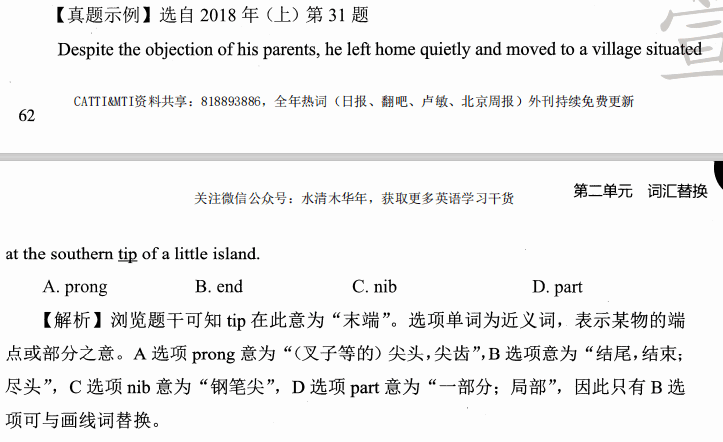 【真题示例】选自 2018 年（上）第 31 题
Despite the objection of his parents, he left home quietly and moved to a village situated
CATTI&MTI资料共享：818893886，全年热词（日报、翻吧、卢敏、北京周报）外刊持续免费更新
62
第二单元 词汇替换
关注微信公众号：水清木华年，获取更多英语学习干货
at the southern tip of a little island.
A. prong B. end C. nib D. part
【解析】浏览题干可知 tip 在此意为“末端”。选项单词为近义词，表示某物的端
点或部分之意。A 选项 prong 意为“（叉子等的）尖头，尖齿”，B 选项意为“结尾，结束；
尽头”，C 选项 nib 意为“钢笔尖”，D 选项 part 意为“一部分；局部”，因此只有 B 选
项可与画线词替换。